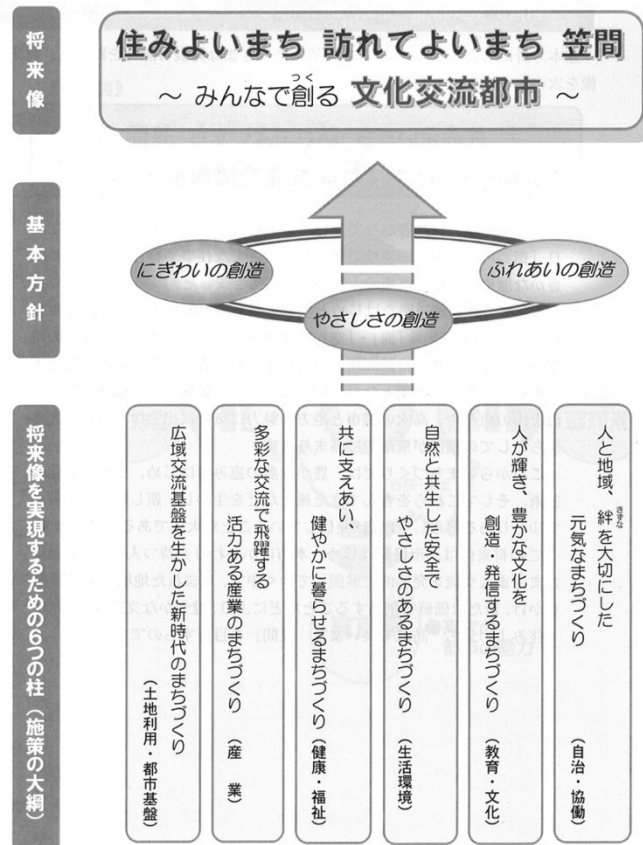 将来像
住みよいまち 訪れてよいまち 笠間
つく
～ みんなで創る 文化交流都市 ～
基本方針
にぎわいの創造
ふれあいの創造
やさしさの創造
将来像を実現するための6つの柱（施策の大綱）
広域交流基盤を生かした新時代のまちづくり
（土地利用・都市基盤）
多彩な交流で飛躍する
活力ある産業のまちづくり （産　業）
共に支えあい、
健やかに暮らせるまちづくり （健康・福祉）
自然と共生した安全で
やさしさのあるまちづくり （生活環境）
人が輝き、豊かな文化を
創造・発信するまちづくり （教育・文化）
きずな
人と地域、絆を大切にした
元気なまちづくり （自治・協働）